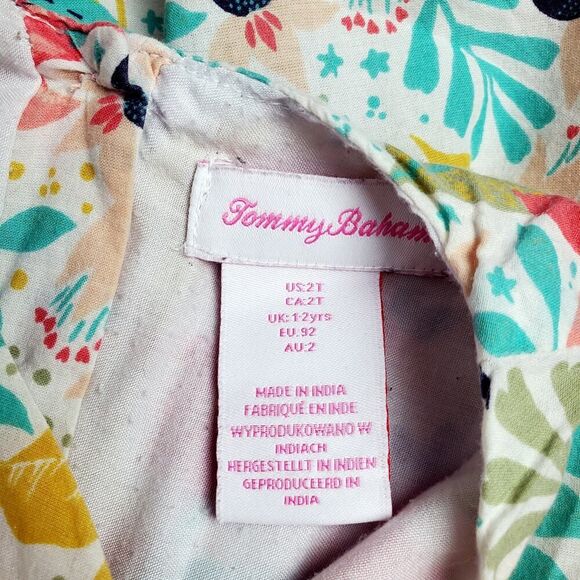 Tommy Baham
US:2T
CA:2T
UK:1-2yrs
EU:92
AU:2
MADE IN INDIA
FABRIQUÉ EN INDE
WYPRODUKOWANO W
INDIACH
HERGESTELLT IN INDIEN
GEPRODUCEERD IN
INDIA